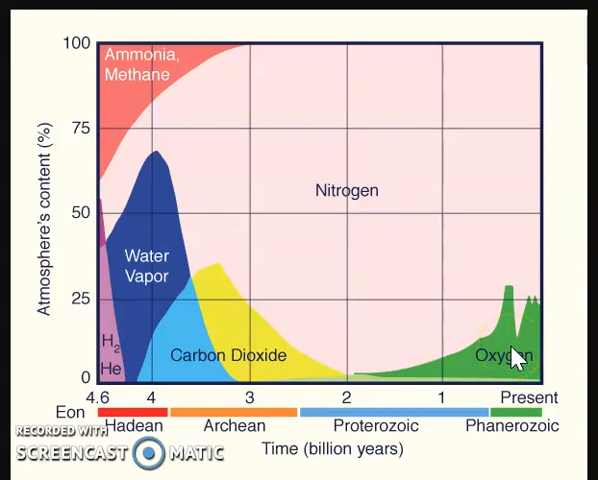 100
Ammonia,
Methane
75
Nitrogen
50
Water
Vapor
25
H2
He
Carbon Dioxide
Oxygen
0
Atmosphere's content (%)
4.6 4 3 2 1 Present
Eon
Hadean Archean Proterozoic Phanerozoic
Time (billion years)
RECORDED WITH
SCREENCAST MATIC